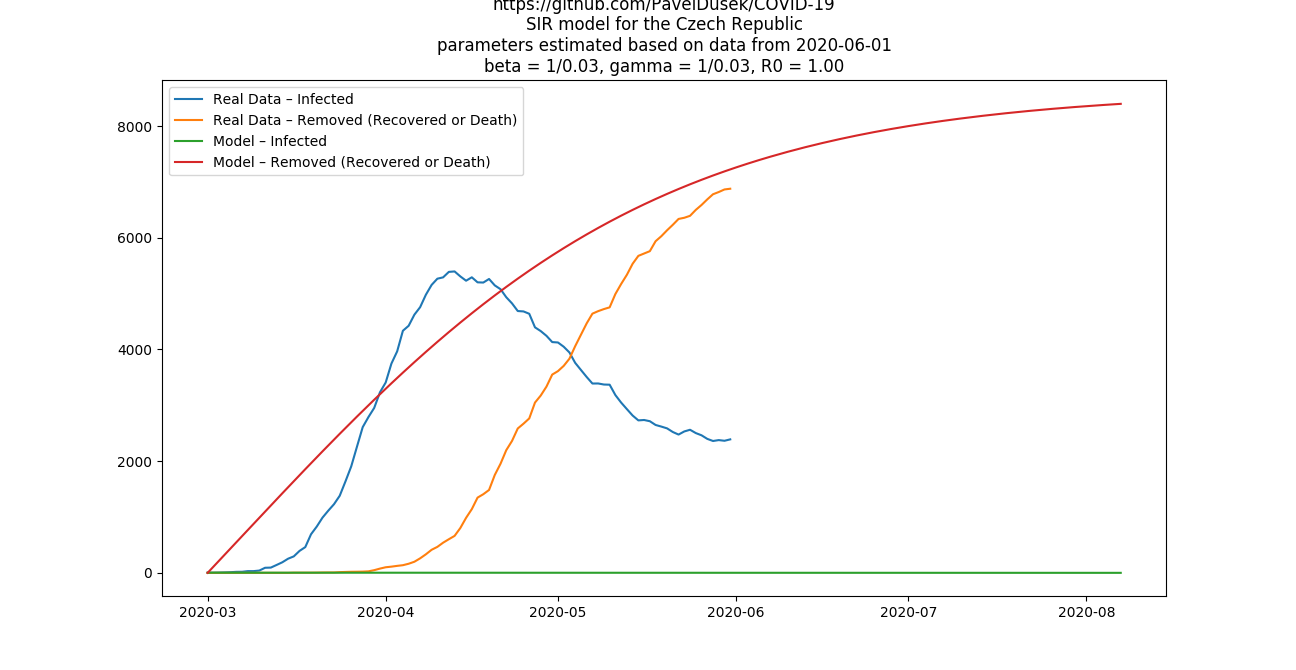 https://github.com/PavelDusek/COVID-19
SIR model for the Czech Republic
parameters estimated based on data from 2020-06-01
beta = 1/0.03, gamma = 1/0.03, R0 = 1.00
Real Data – Infected
Real Data – Removed (Recovered or Death)
Model – Infected
Model – Removed (Recovered or Death)
8000
6000
4000
2000
0
2020-03
2020-04
2020-05
2020-06
2020-07
2020-08